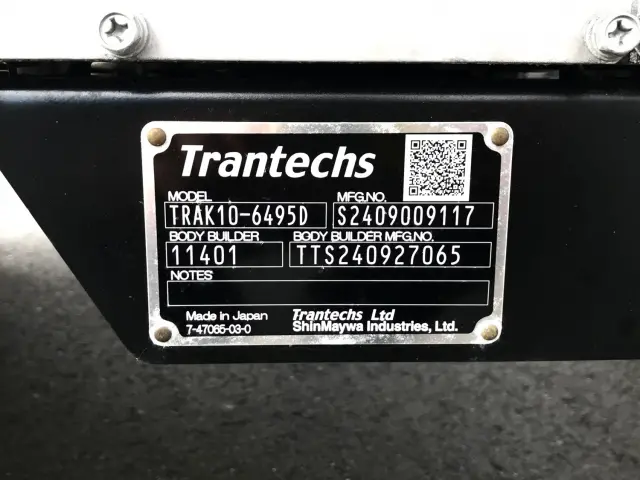 Trantechs
MODEL MFG.NO.
TRAK10-6495D S2409009117
BODY BUILDER BODY BUILDER MFG.NO.
11401 TTS240927065
NOTES
Made in Japan Trantechs Ltd
7-47065-03-0 ShinMaywa Industries, Ltd.